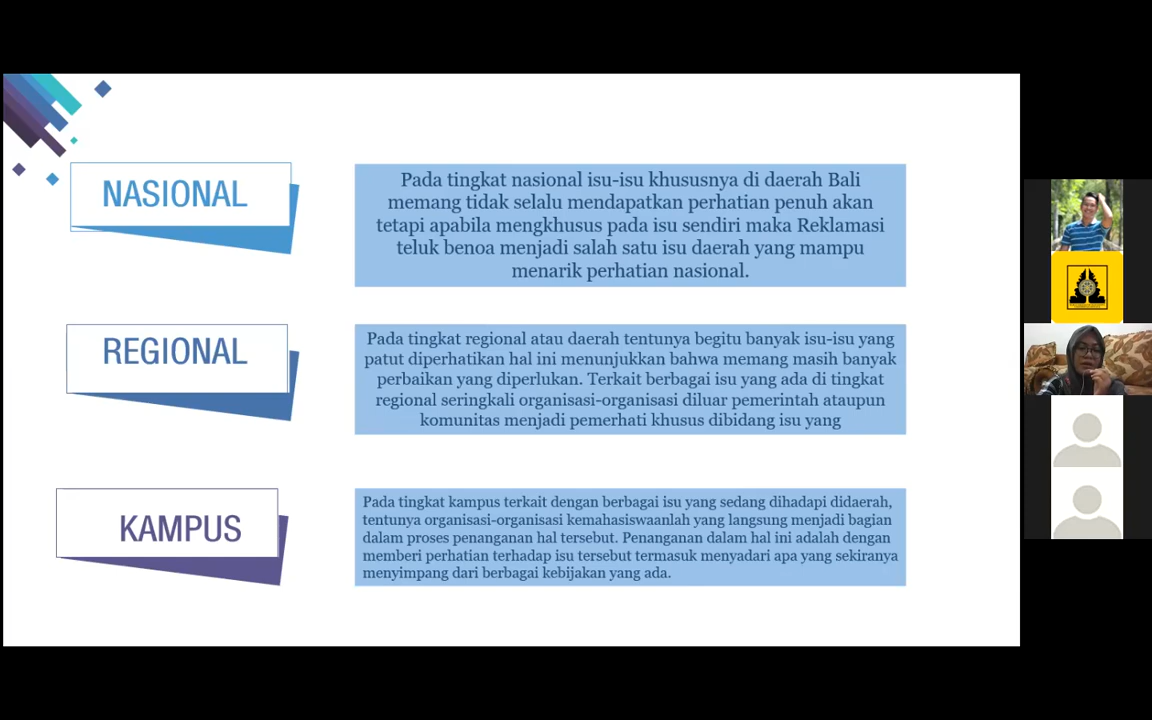 NASIONAL
Pada tingkat nasional isu-isu khususnya di daerah Bali
memang tidak selalu mendapatkan perhatian penuh akan
tetapi apabila mengkhusus pada isu sendiri maka Reklamasi
teluk benoa menjadi salah satu isu daerah yang mampu
menarik perhatian nasional.
REGIONAL
Pada tingkat regional atau daerah tentunya begitu banyak isu-isu yang
patut diperhatikan hal ini menunjukkan bahwa memang masih banyak
perbaikan yang diperlukan. Terkait berbagai isu yang ada di tingkat
regional seringkali organisasi-organisasi diluar pemerintah ataupun
komunitas menjadi pemerhati khusus dibidang isu yang
KAMPUS
Pada tingkat kampus terkait dengan berbagai isu yang sedang dihadapi didaerah,
tentunya organisasi-organisasi kemahasiswaanlah yang langsung menjadi bagian
dalam proses penanganan hal tersebut. Penanganan dalam hal ini adalah dengan
memberi perhatian terhadap isu tersebut termasuk menyadari apa yang sekiranya
menyimpang dari berbagai kebijakan yang ada.